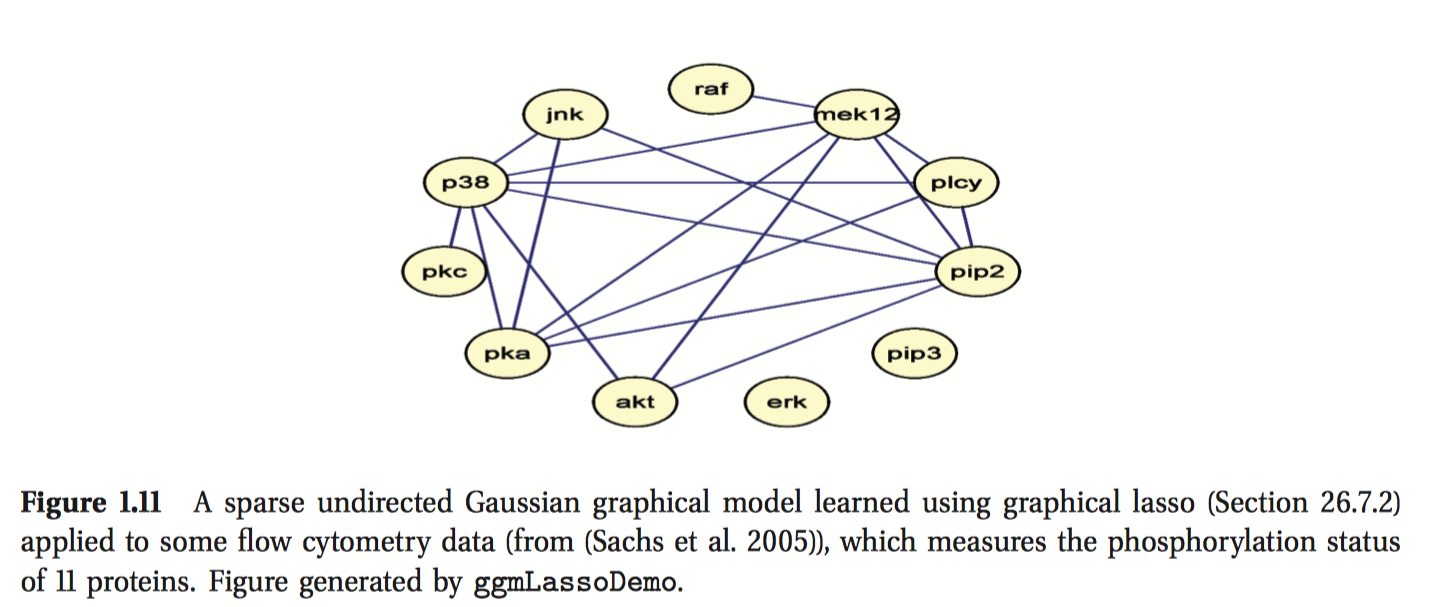 raf
jnk
mek12
p38
plcy
pkc
pip2
pka
pip3
akt
erk
Figure 1.11 A sparse undirected Gaussian graphical model learned using graphical lasso (Section 26.7.2)
applied to some flow cytometry data (from (Sachs et al. 2005)), which measures the phosphorylation status
of 11 proteins. Figure generated by ggmLassoDemo.